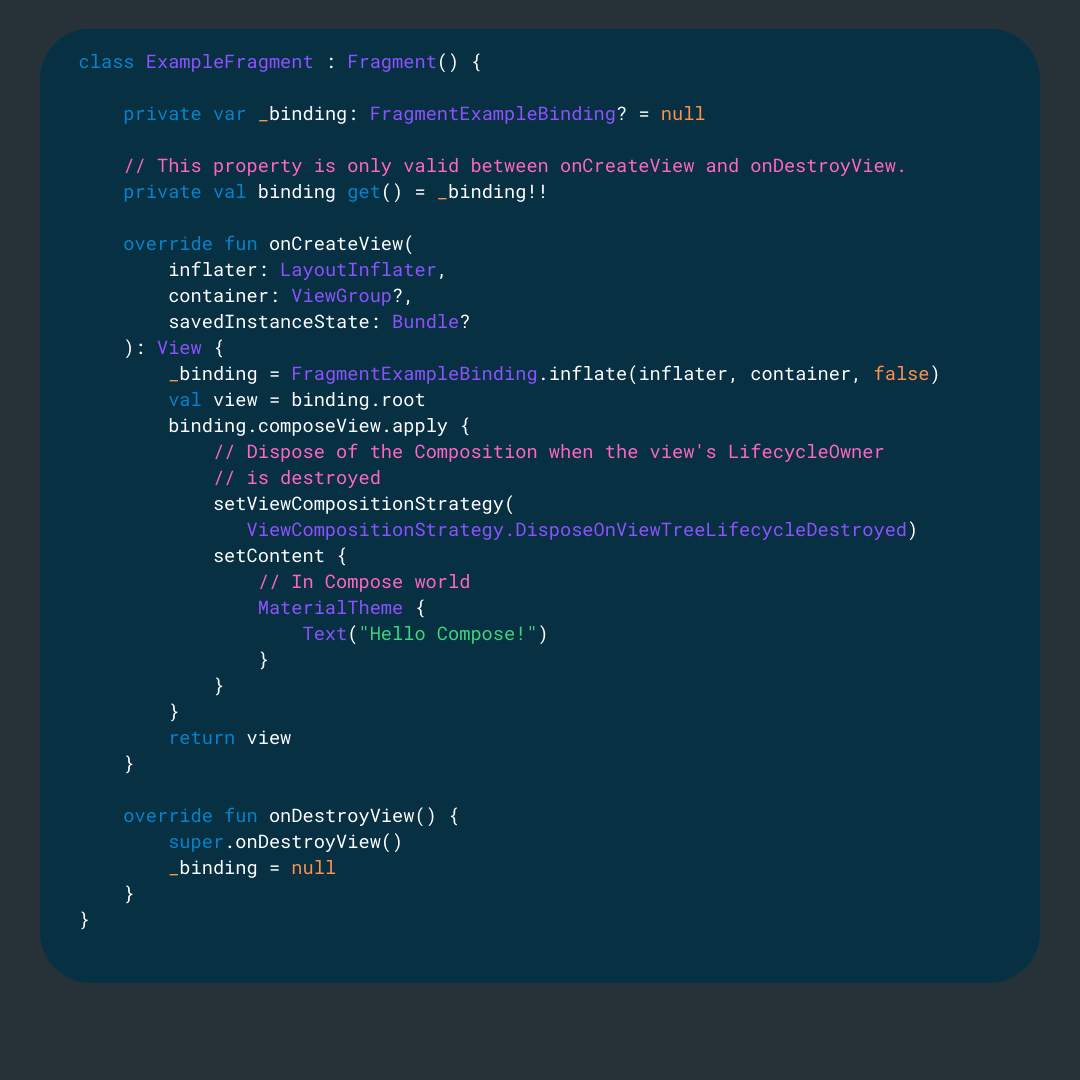 class ExampleFragment : Fragment() {

    private var _binding: FragmentExampleBinding? = null

    // This property is only valid between onCreateView and onDestroyView.
    private val binding get() = _binding!!

    override fun onCreateView(
        inflater: LayoutInflater,
        container: ViewGroup?,
        savedInstanceState: Bundle?
    ): View {
        _binding = FragmentExampleBinding.inflate(inflater, container, false)
        val view = binding.root
        binding.composeView.apply {
            // Dispose of the Composition when the view's LifecycleOwner
            // is destroyed
            setViewCompositionStrategy(
               ViewCompositionStrategy.DisposeOnViewTreeLifecycleDestroyed)
            setContent {
                // In Compose world
                MaterialTheme {
                    Text("Hello Compose!")
                }
            }
        }
        return view
    }

    override fun onDestroyView() {
        super.onDestroyView()
        _binding = null
    }
}